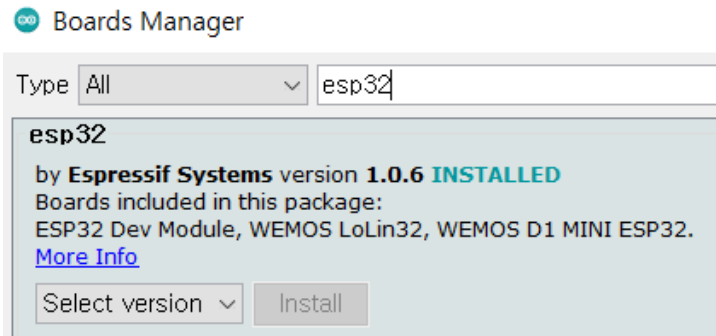 Boards Manager
Type All esp32
esp32
by Espressif Systems version 1.0.6 INSTALLED
Boards included in this package:
ESP32 Dev Module, WEMOS LoLin32, WEMOS D1 MINI ESP32.
More Info
Select version Install